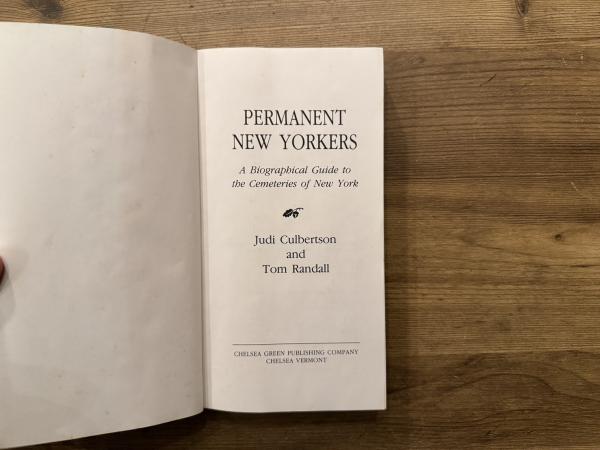 PERMANENT
NEW YORKERS
A Biographical Guide to
the Cemeteries of New York
Judi Culbertson
and
Tom Randall
CHELSEA GREEN PUBLISHING COMPANY
CHELSEA VERMONT